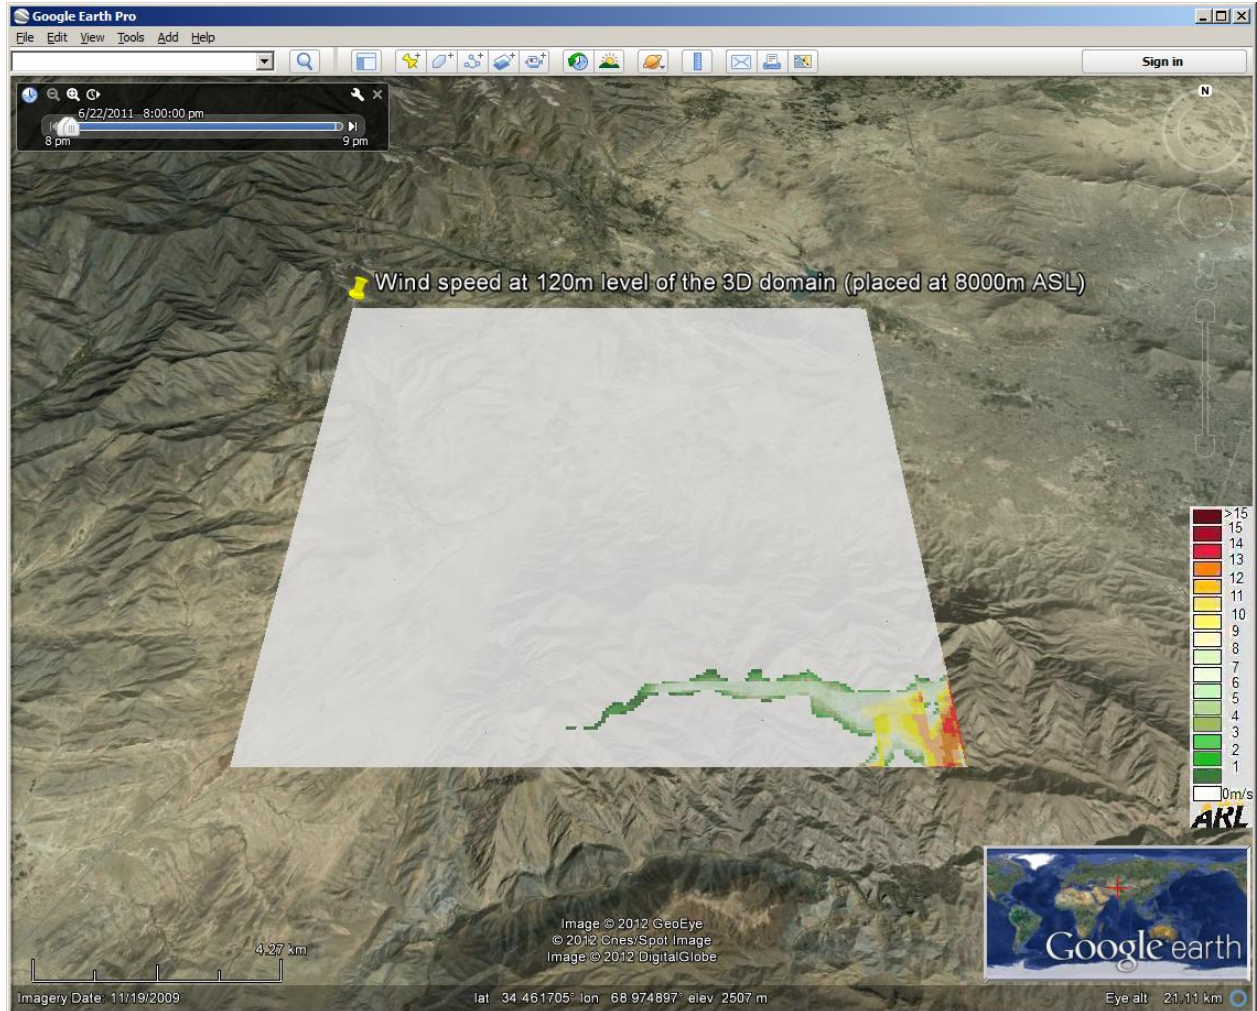 Google Earth Pro
File Edit View Tools Add Help
Sign in
6/22/2011 8:00:00 pm
8 pm 9 pm
N
Wind speed at 120m level of the 3D domain (placed at 8000m ASL)
>15
15
14
13
12
11
10
9
8
7
6
5
4
3
2
1
0m/s
ARL
Image © 2012 GeoEye
© 2012 Cnes/Spot Image
Image © 2012 DigitalGlobe
4.27 km
Google earth
Imagery Date: 11/19/2009 lat 34.461705° lon 68.974897° elev 2507 m Eye alt 21.11 km